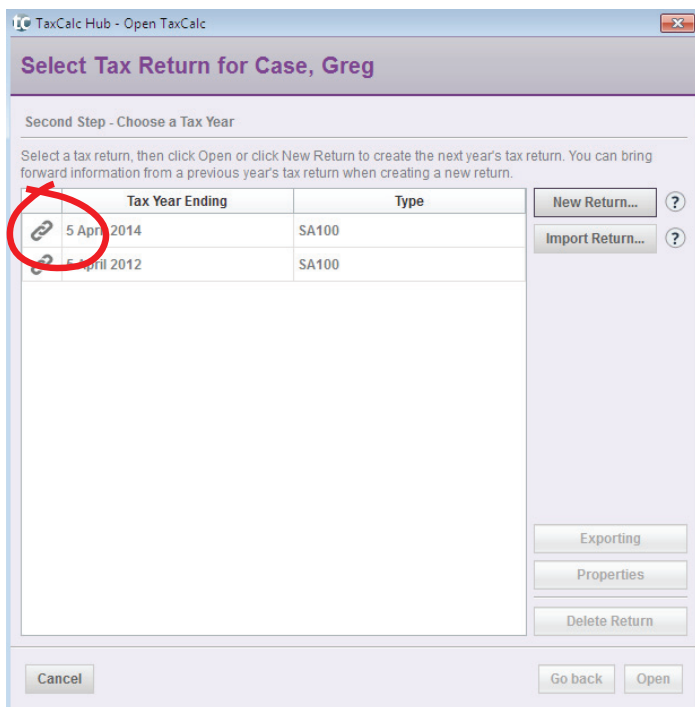 TaxCalc Hub - Open TaxCalc
Select Tax Return for Case, Greg
Second Step - Choose a Tax Year
Select a tax return, then click Open or click New Return to create the next year's tax return. You can bring
forward information from a previous year's tax return when creating a new return.
Tax Year Ending Type
5 April 2014 SA100
5 April 2012 SA100
New Return... ?
Import Return... ?
Exporting
Properties
Delete Return
Cancel Go back Open